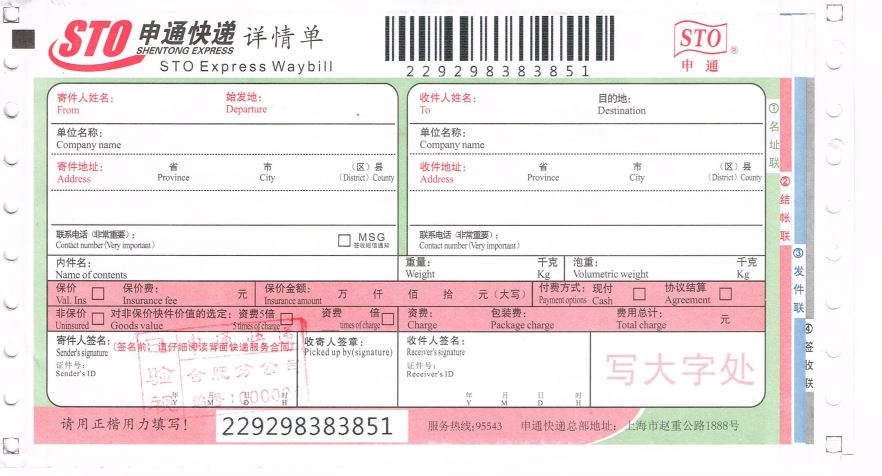 STO 申通快递 详情单
SHENTONG EXPRESS
STO Express Waybill
229298383851
STO ®
申通
寄件人姓名: 始发地:
From Departure
单位名称:
Company name
寄件地址: 省 市 (区)县
Address Province City (District) County
联系电话(非常重要):
Contact number (Very important)
MSG
签收短信通知
收件人姓名: 目的地:
To Destination
单位名称:
Company name
收件地址: 省 市 (区)县
Address Province City (District) County
联系电话(非常重要):
Contact number (Very important)
内件名: 重量: 千克 泡重: 千克
Name of contents Weight Kg Volumetric weight Kg
保价 保价费: 元 保价金额: 万 仟 佰 拾 元(大写) 付费方式: 现付 协议结算
Val. Ins Insurance fee Insurance amount Payment options Cash Agreement
非保价 对非保价快件价值的选定: 资费5倍 资费 倍 资费: 包装费: 费用总计: 元
Uninsured Goods value 5 times of charge times of charge Charge Package charge Total charge
寄件人签名: (签名前,请仔细阅读背面快递服务合同)
Sender's signature
证件号:
Sender's ID
年 月 日 时
Y M D H
收寄人签章:
Picked up by(signature)
收件人签名:
Receiver's signature
证件号:
Receiver's ID
年 月 日 时
Y M D H
写大字处
申通快递
合肥分公司
编号:00000
验视
请用正楷用力填写!
229298383851
服务热线:95543 申通快递总部地址: 上海市赵重公路1888号
①名址联
②结帐联
③发件联
④签收联